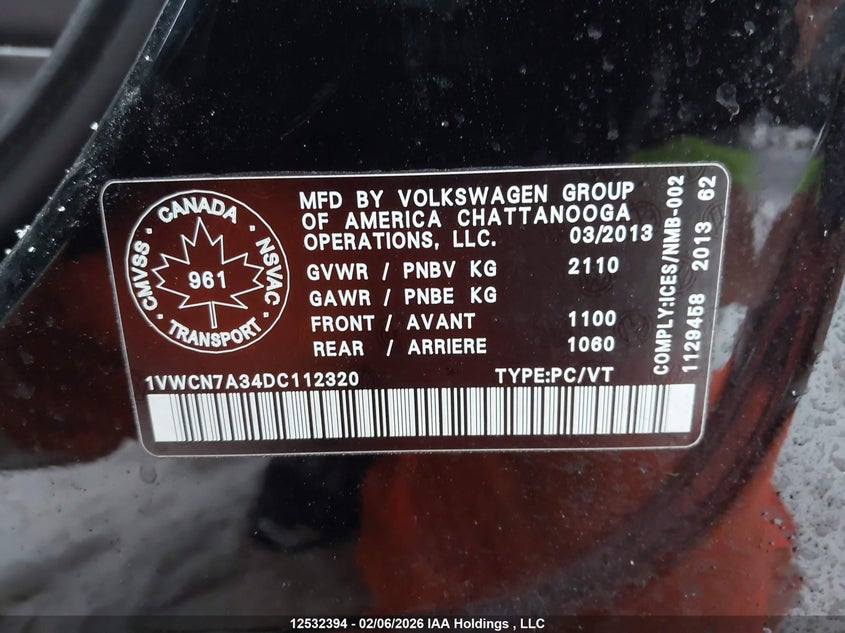 CANADA
CMVSS · NSVAC
961
TRANSPORT
MFD BY VOLKSWAGEN GROUP
OF AMERICA CHATTANOOGA
OPERATIONS, LLC. 03/2013
GVWR / PNBV KG 2110
GAWR / PNBE KG
FRONT / AVANT 1100
REAR / ARRIERE 1060
1VWCN7A34DC112320 TYPE:PC/VT
COMPLY:ICES/NMB-002
1129458 2013 62
12532394 - 02/06/2026 IAA Holdings , LLC